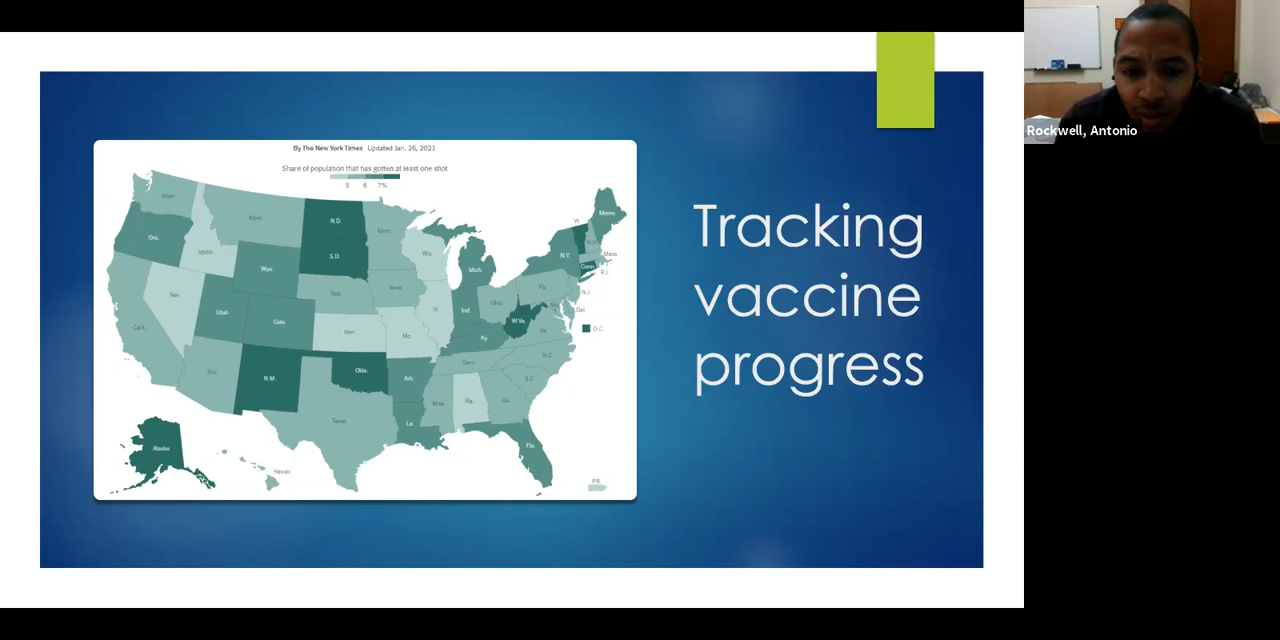 By The New York Times Updated Jan. 26, 2021
Share of population that has gotten at least one shot
5 6 7%
Wash.
Mont.
N.D.
Minn.
Maine
Ore.
Idaho
Wyo.
S.D.
Wis.
Mich.
Vt.
N.H.
N.Y.
Mass.
Conn.
R.I.
Nev.
Utah
Colo.
Neb.
Iowa
Ill.
Ind.
Ohio
Pa.
N.J.
Md.
Del.
Calif.
Kan.
Mo.
Ky.
W.Va.
Va.
D.C.
Ariz.
N.M.
Okla.
Ark.
Tenn.
N.C.
S.C.
Texas
La.
Miss.
Ala.
Ga.
Fla.
Alaska
Hawaii
P.R.
Tracking
vaccine
progress
Rockwell, Antonio